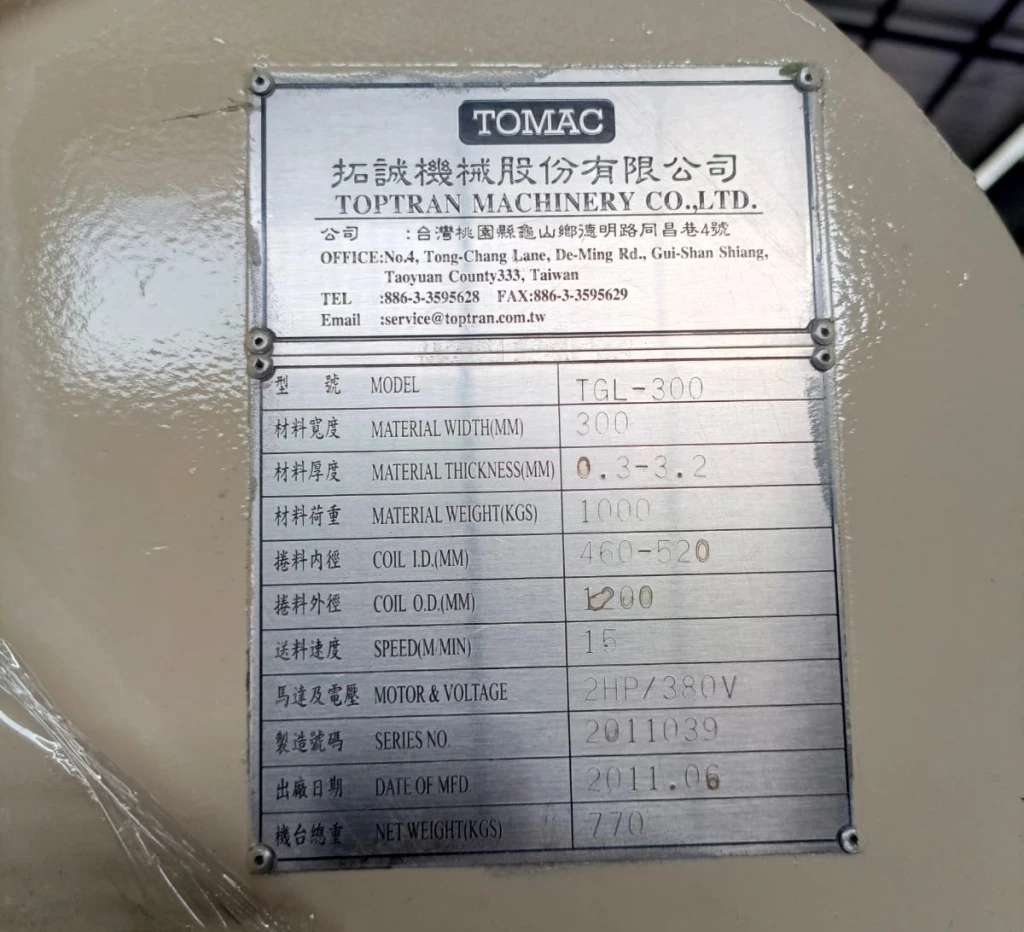 TOMAC
拓誠機械股份有限公司
TOPTRAN MACHINERY CO.,LTD.
公司 :台灣桃園縣龜山鄉德明路同昌巷4號
OFFICE:No.4, Tong-Chang Lane, De-Ming Rd., Gui-Shan Shiang,
Taoyuan County333, Taiwan
TEL :886-3-3595628 FAX:886-3-3595629
Email :service@toptran.com.tw
型號 MODEL TGL-300
材料寬度 MATERIAL WIDTH(MM) 300
材料厚度 MATERIAL THICKNESS(MM) 0.3-3.2
材料荷重 MATERIAL WEIGHT(KGS) 1000
捲料內徑 COIL I.D.(MM) 460-520
捲料外徑 COIL O.D.(MM) 1200
送料速度 SPEED(M/MIN) 15
馬達及電壓 MOTOR & VOLTAGE 2HP/380V
製造號碼 SERIES NO. 2011039
出廠日期 DATE OF MFD. 2011.06
機台總重 NET WEIGHT(KGS) 770